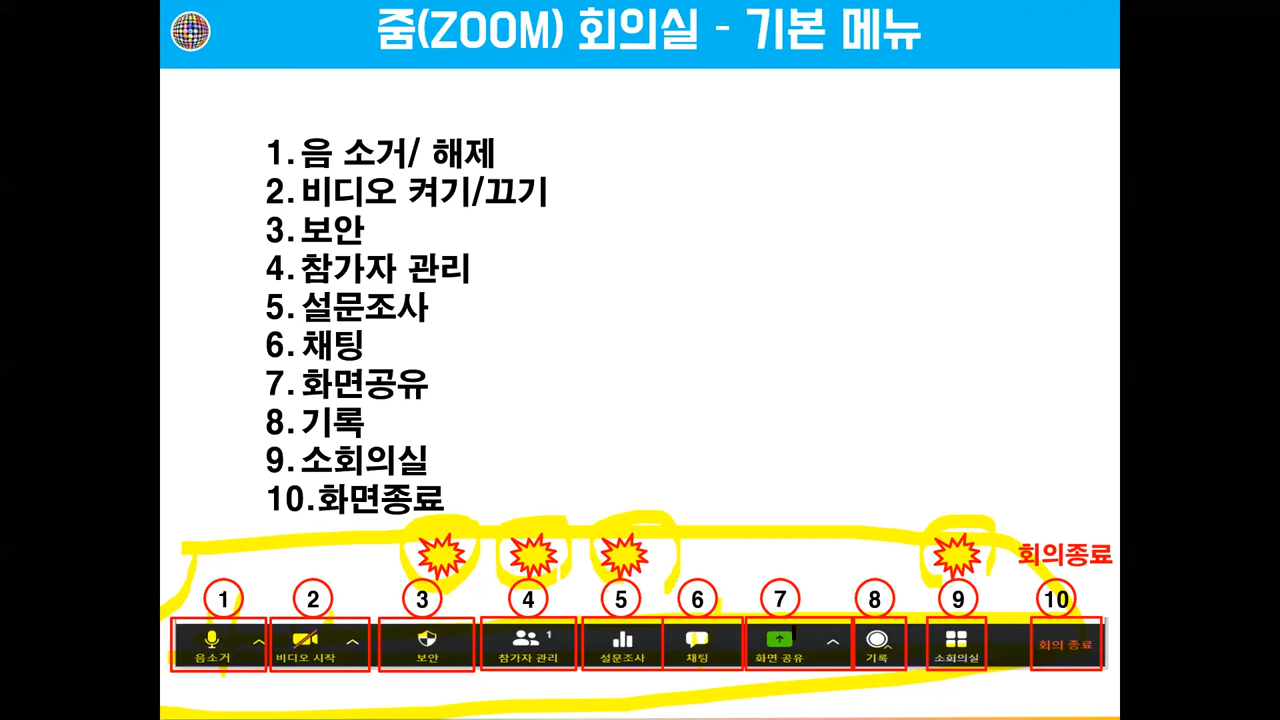 줌(ZOOM) 회의실 - 기본 메뉴
1. 음 소거/ 해제
2. 비디오 켜기/끄기
3. 보안
4. 참가자 관리
5. 설문조사
6. 채팅
7. 화면공유
8. 기록
9. 소회의실
10.화면종료
회의종료
1 2 3 4 5 6 7 8 9 10
1
음소거 비디오 시작 보안 참가자 관리 설문조사 채팅 화면 공유 기록 소회의실 회의 종료